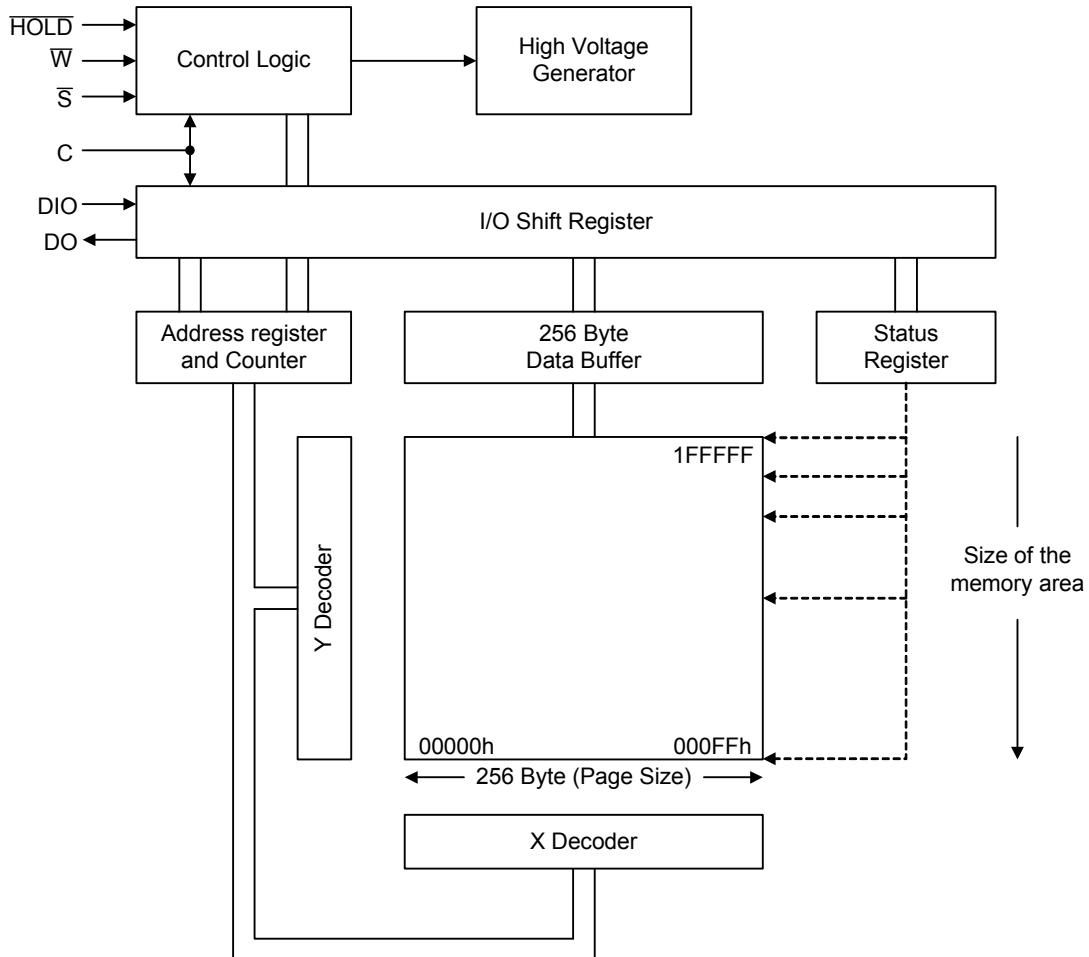 HOLD
W
S
C
DIO
DO
Control Logic
High Voltage
Generator
I/O Shift Register
Address register
and Counter
256 Byte
Data Buffer
Status
Register
1FFFFF
Y Decoder
Size of the
memory area
00000h
000FFh
256 Byte (Page Size)
X Decoder